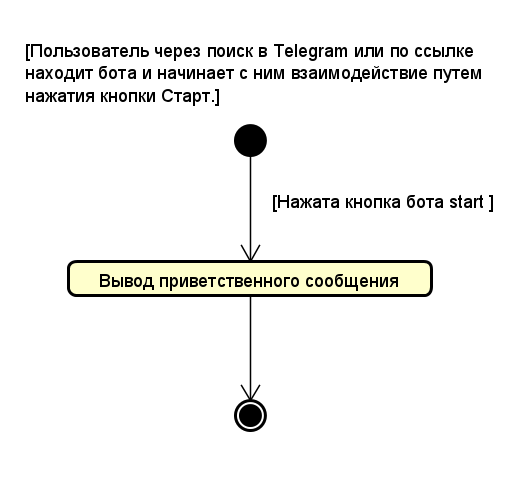 [Пользователь через поиск в Telegram или по ссылке
находит бота и начинает с ним взаимодействие путем
нажатия кнопки Старт.]
[Нажата кнопка бота start ]
Вывод приветственного сообщения